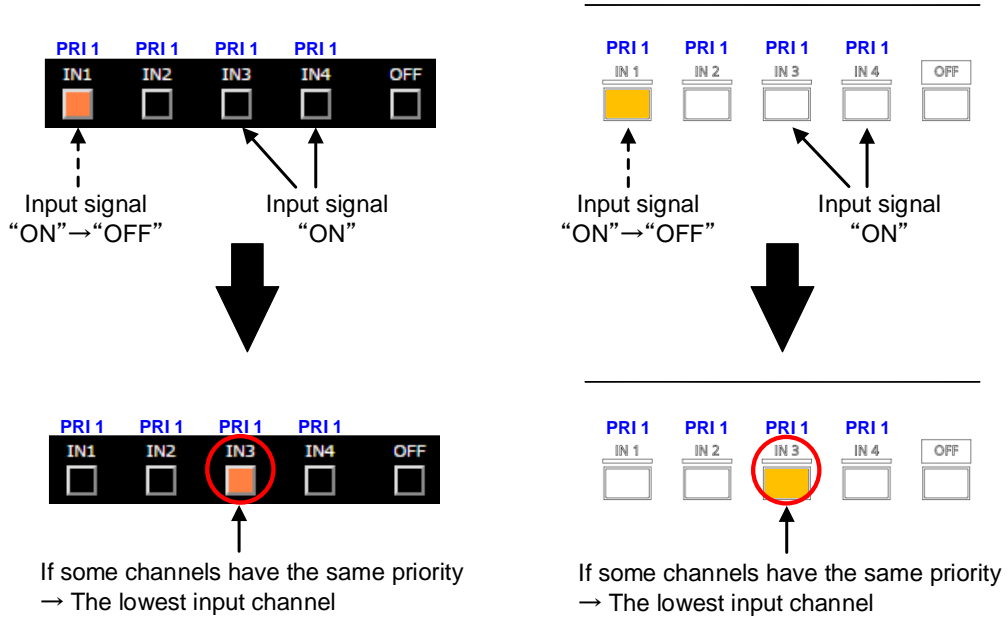 PRI 1 PRI 1 PRI 1 PRI 1
IN1 IN2 IN3 IN4 OFF
Input signal
“ON”→“OFF”
Input signal
“ON”
PRI 1 PRI 1 PRI 1 PRI 1
IN1 IN2 IN3 IN4 OFF
If some channels have the same priority
→ The lowest input channel
PRI 1 PRI 1 PRI 1 PRI 1
IN 1 IN 2 IN 3 IN 4 OFF
Input signal
“ON”→“OFF”
Input signal
“ON”
PRI 1 PRI 1 PRI 1 PRI 1
IN 1 IN 2 IN 3 IN 4 OFF
If some channels have the same priority
→ The lowest input channel